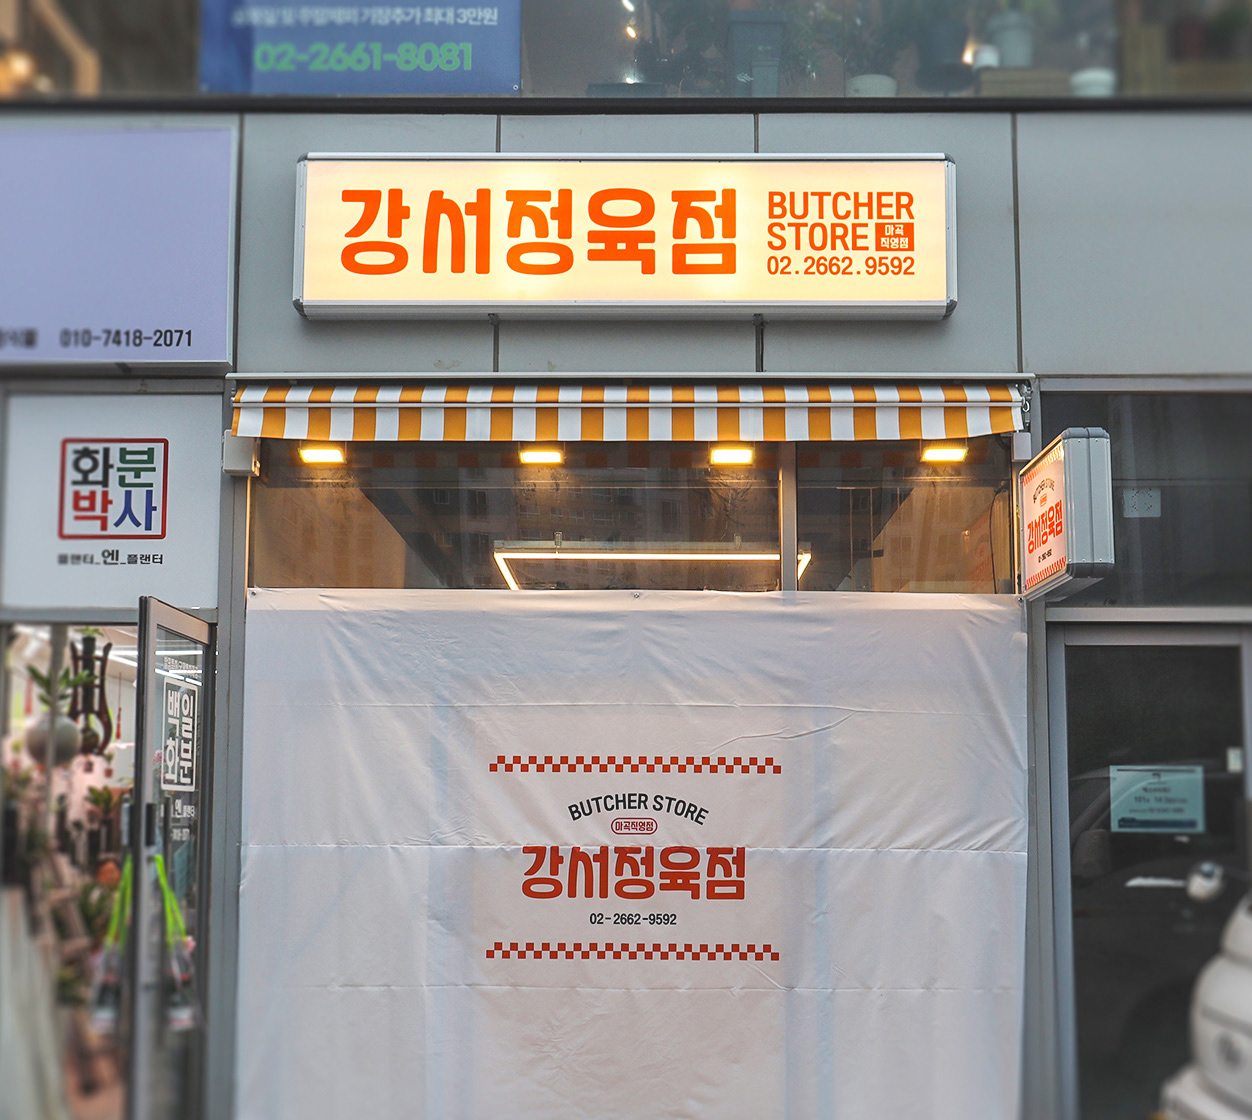 02-2661-8081
강서정육점
BUTCHER
STORE 마곡
직영점
02.2662.9592
010-7418-2071
화분
박사
플랜터_엔_플랜터
BUTCHER STORE
강서정육점
백일
화분
BUTCHER STORE
마곡직영점
강서정육점
02-2662-9592